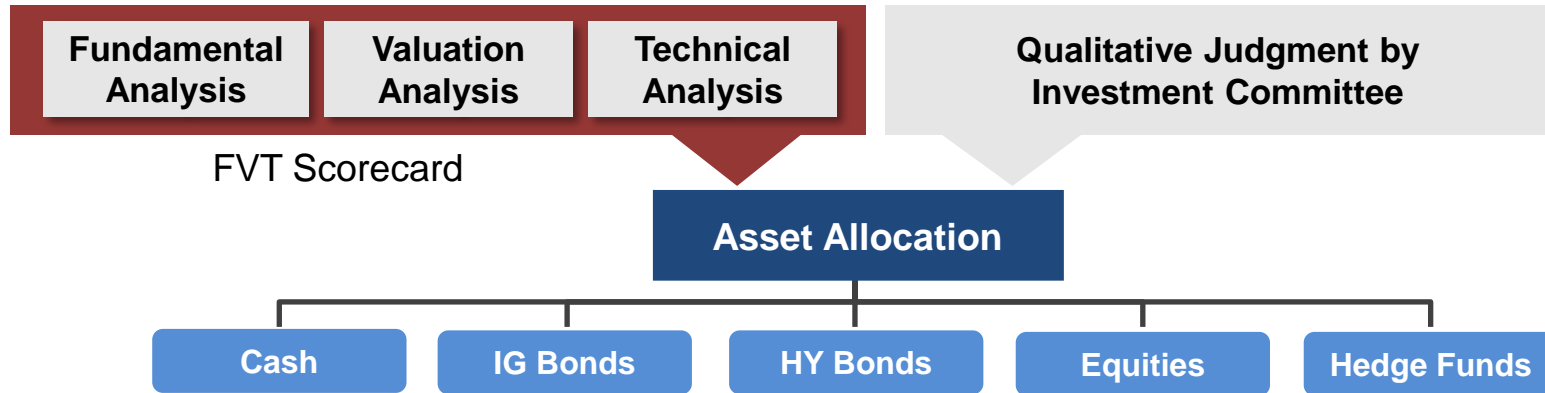 Fundamental
Analysis
Valuation
Analysis
Technical
Analysis
Qualitative Judgment by
Investment Committee
FVT Scorecard
Asset Allocation
Cash
IG Bonds
HY Bonds
Equities
Hedge Funds